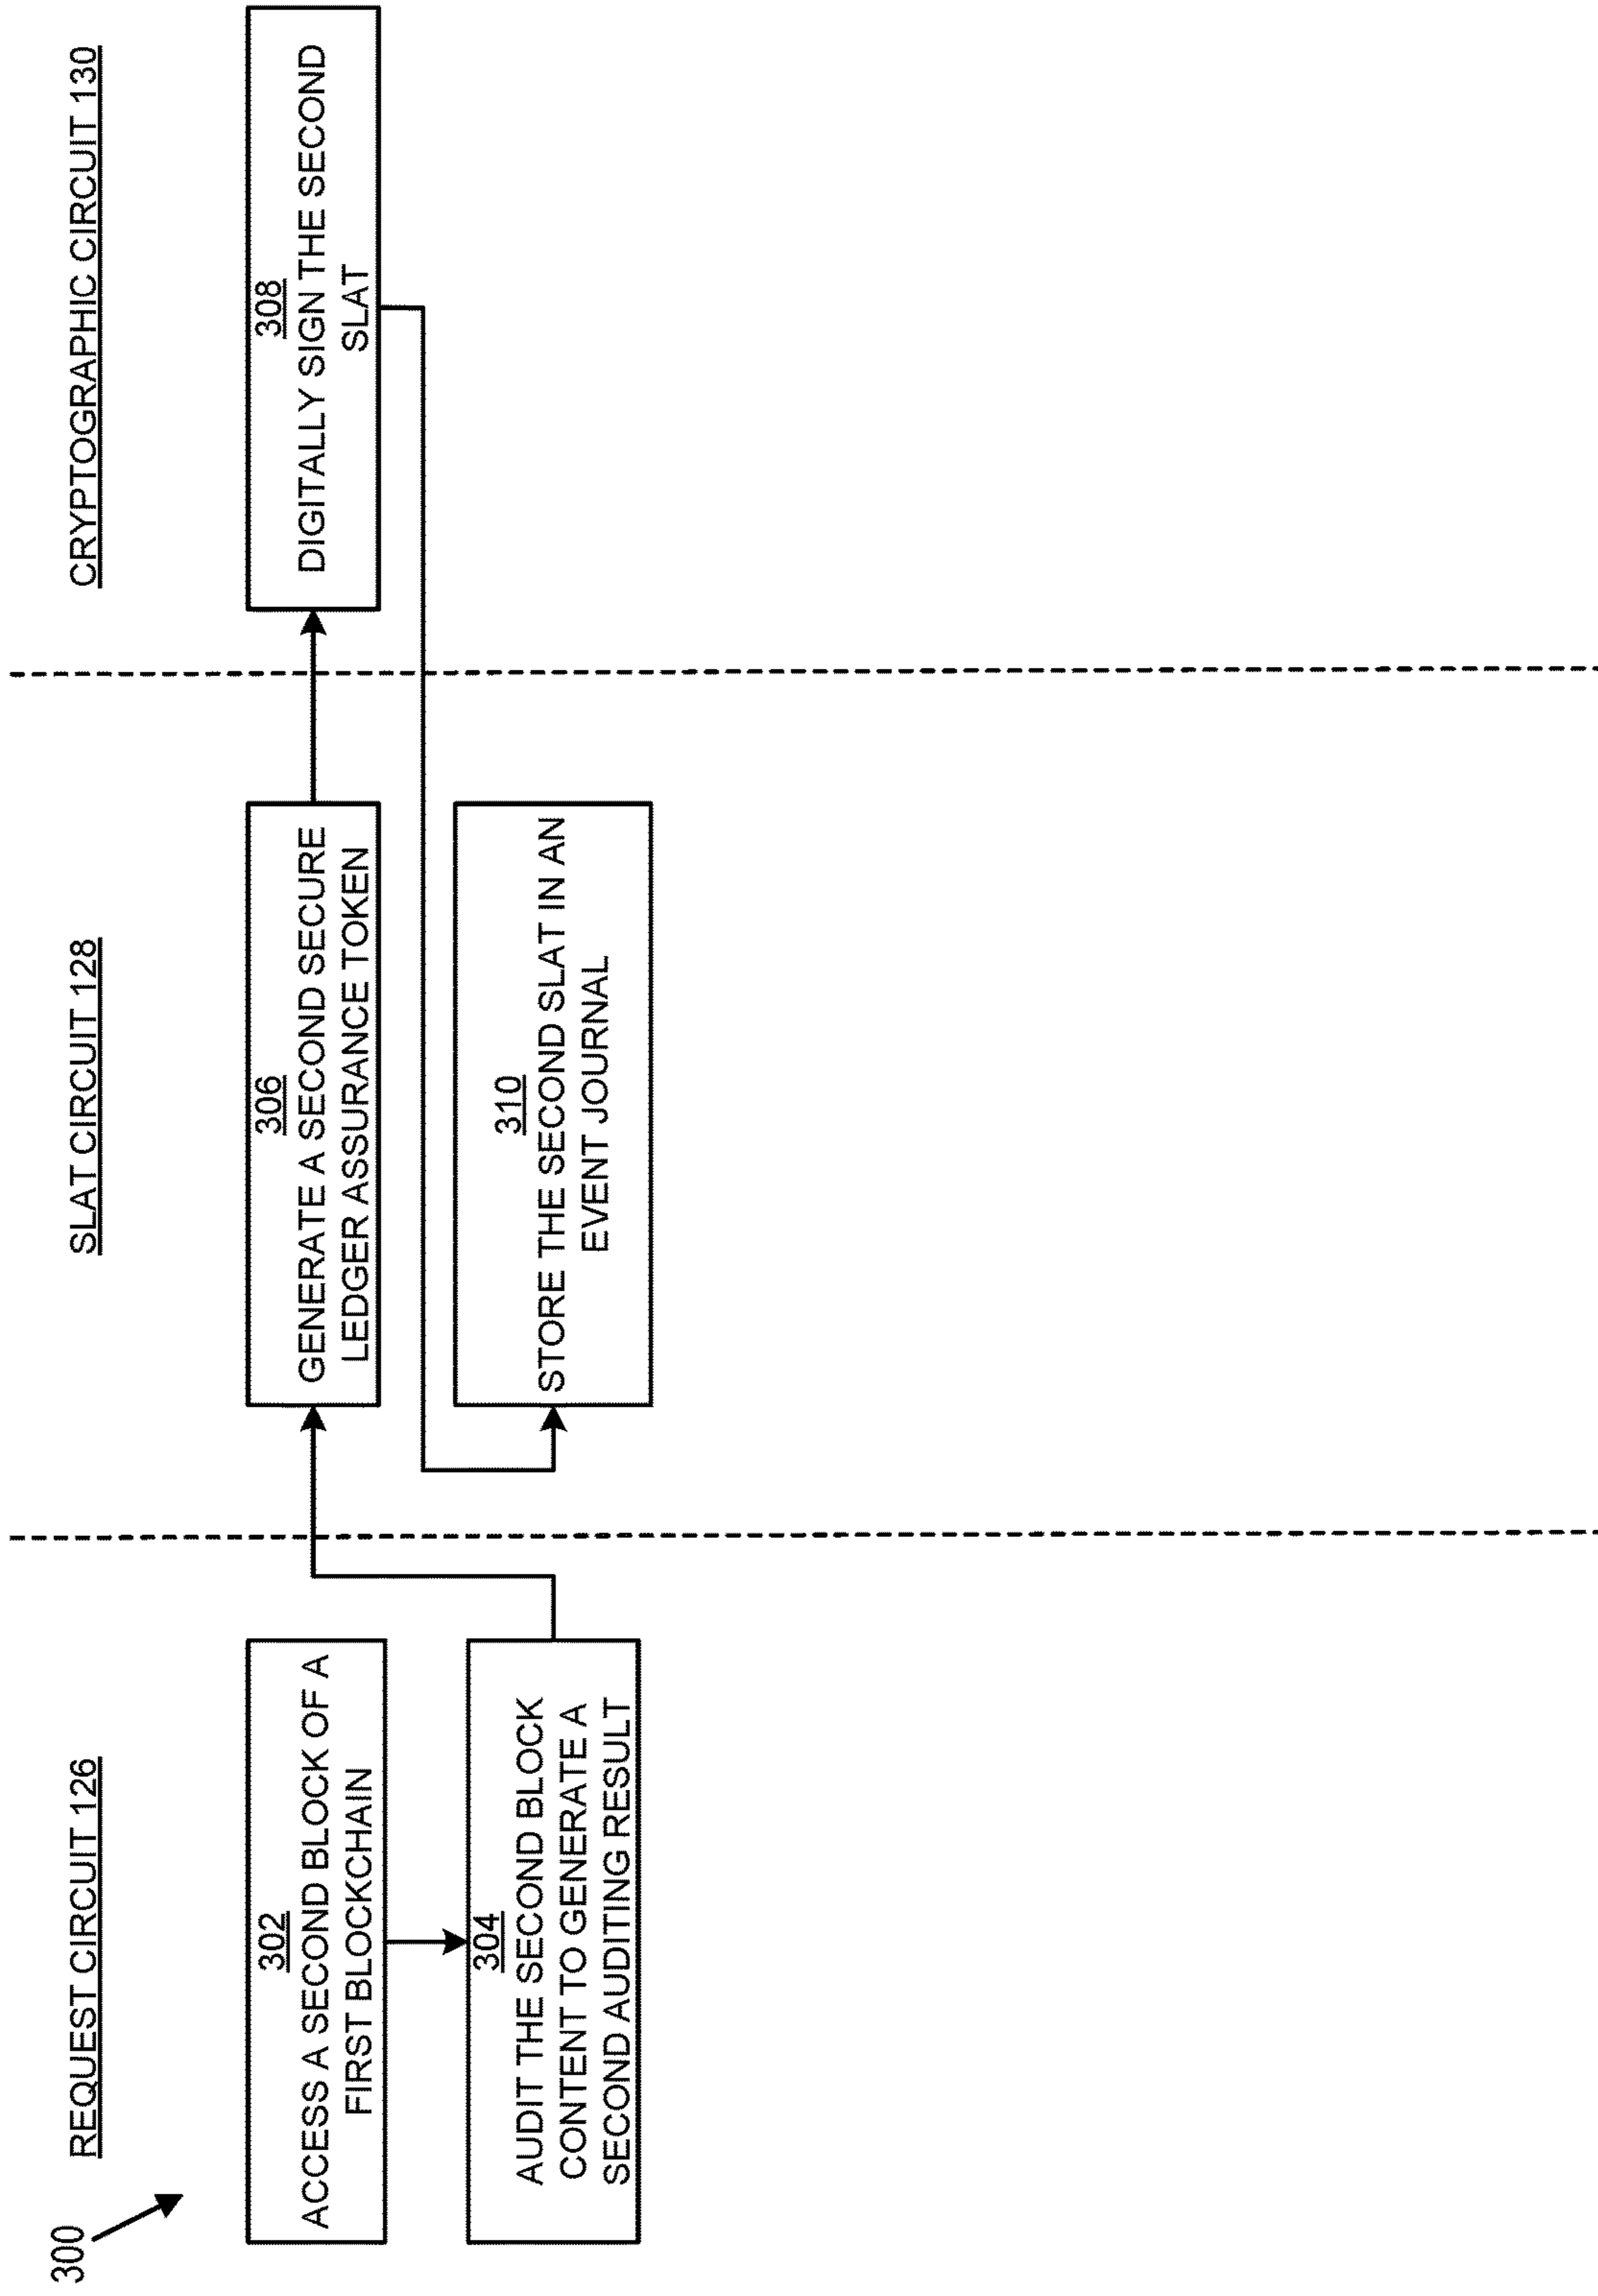 300
REQUEST CIRCUIT 126
SLAT CIRCUIT 128
CRYPTOGRAPHIC CIRCUIT 130
302
ACCESS A SECOND BLOCK OF A
FIRST BLOCKCHAIN
304
AUDIT THE SECOND BLOCK
CONTENT TO GENERATE A
SECOND AUDITING RESULT
306
GENERATE A SECOND SECURE
LEDGER ASSURANCE TOKEN
308
DIGITALLY SIGN THE SECOND
SLAT
310
STORE THE SECOND SLAT IN AN
EVENT JOURNAL